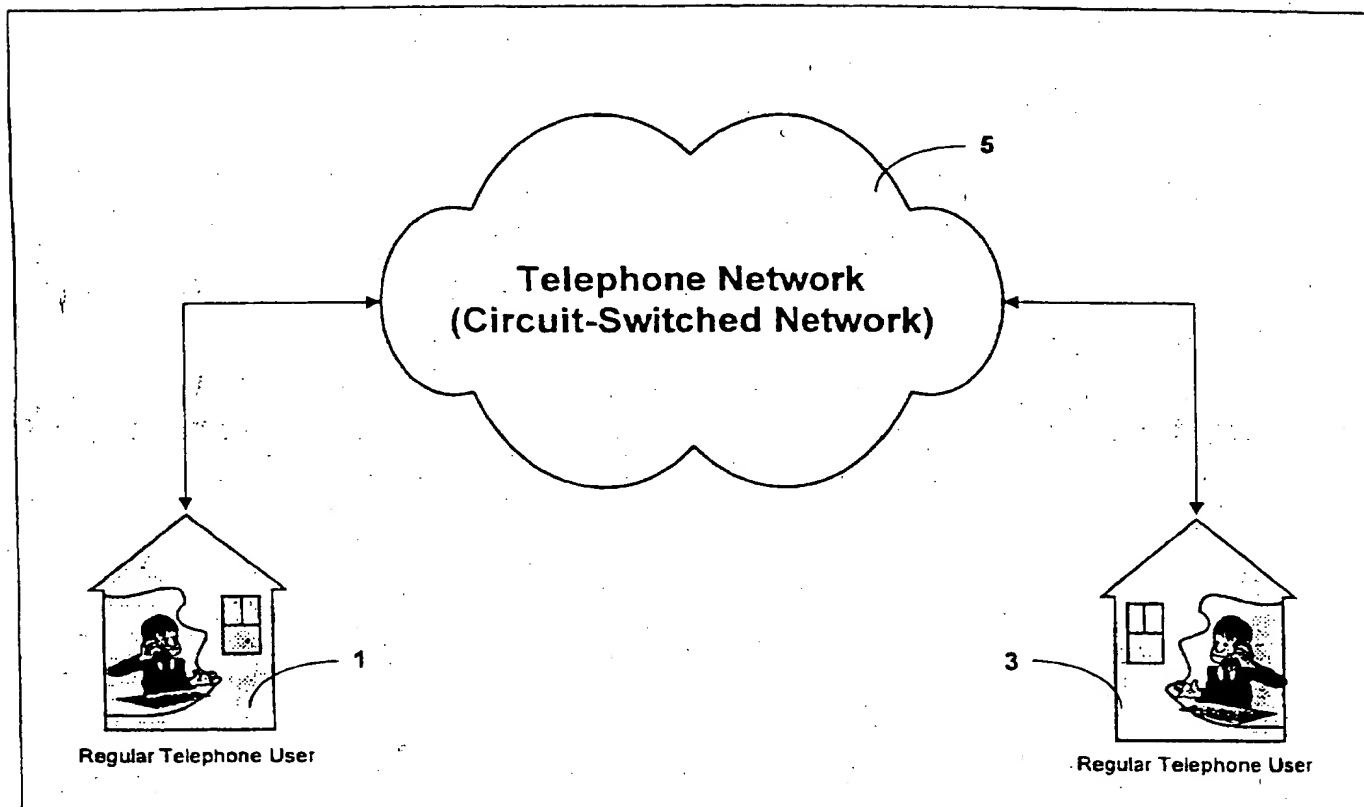 5
Telephone Network
(Circuit-Switched Network)
1
3
Regular Telephone User
Regular Telephone User